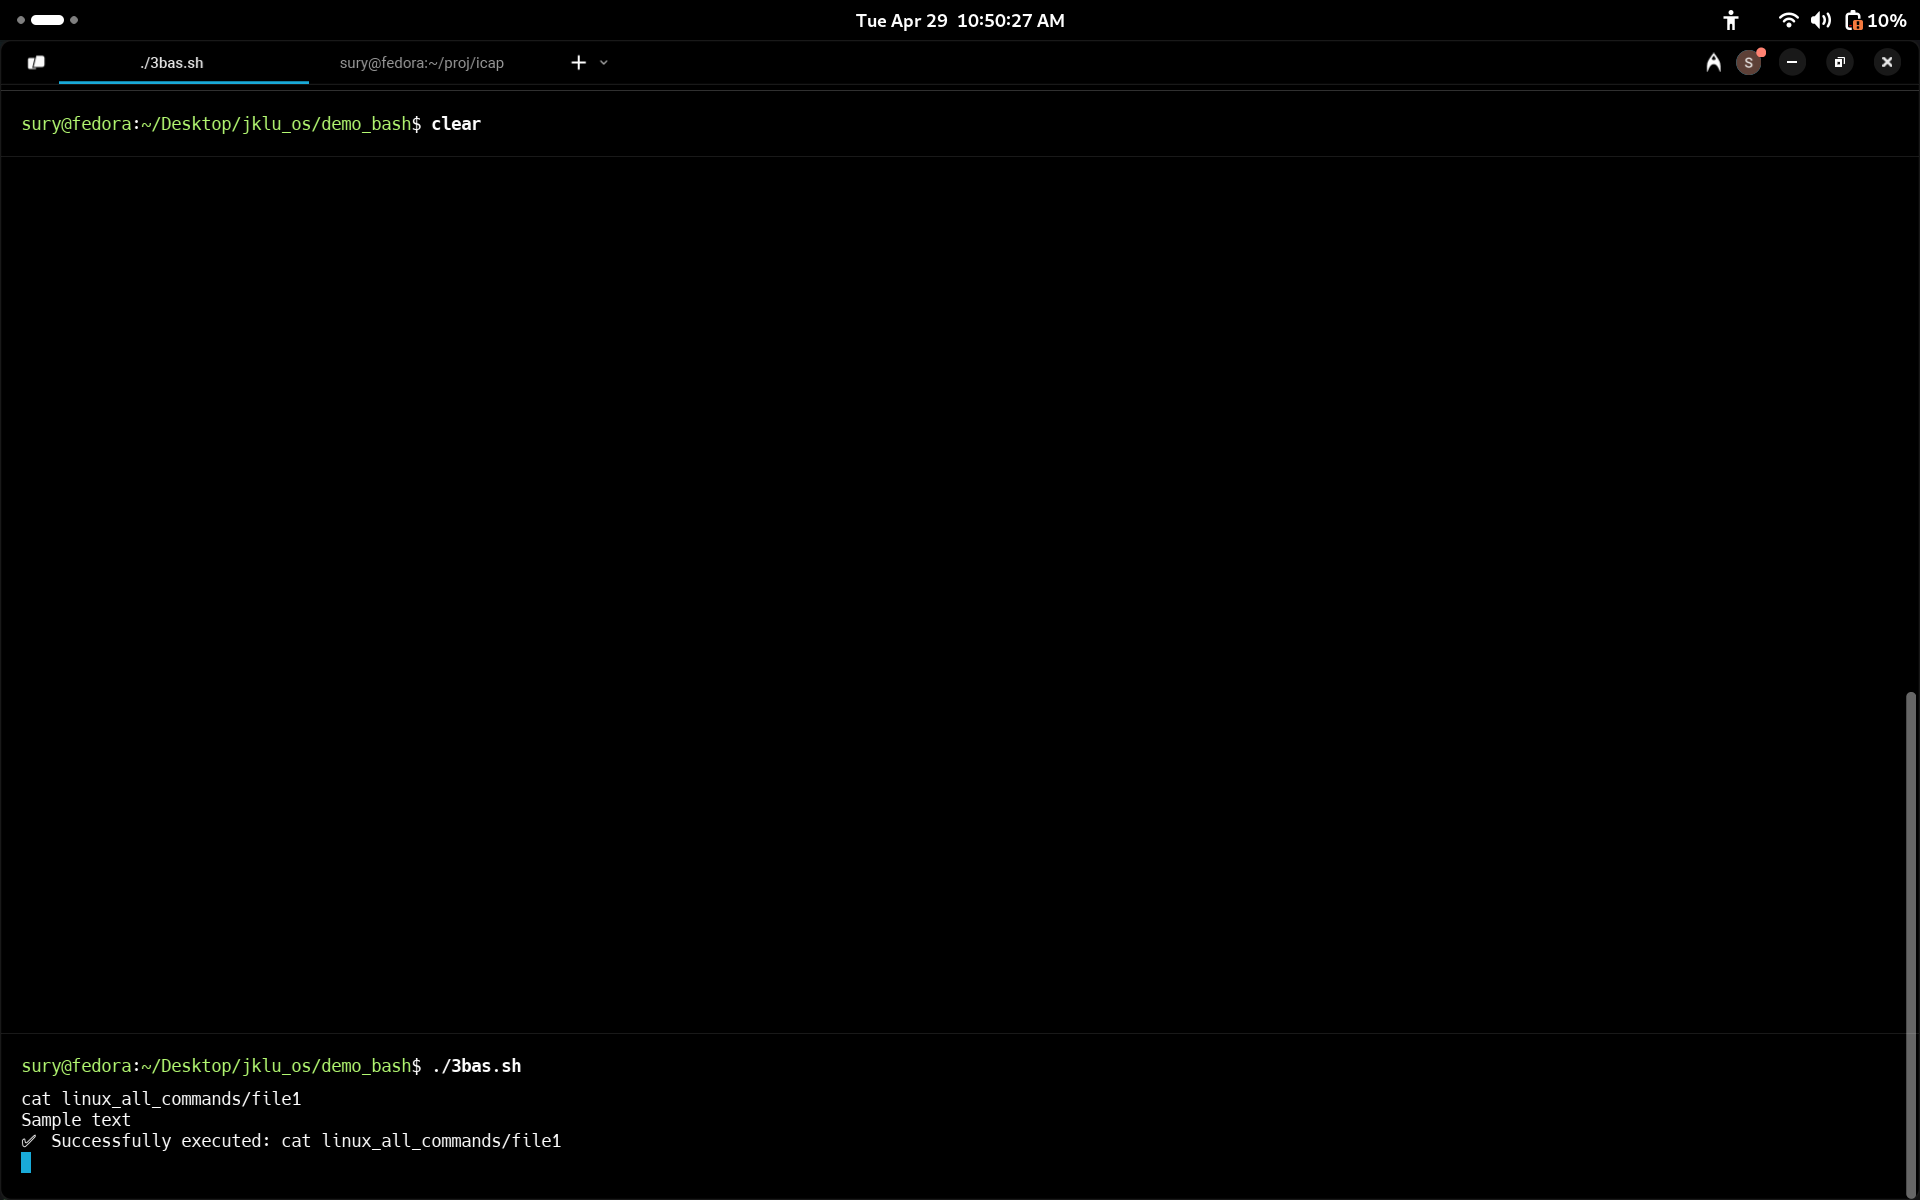 Tue Apr 29 10:50:27 AM
10%
./3bas.sh
sury@fedora:~/proj/icap
S
sury@fedora:~/Desktop/jklu_os/demo_bash$ clear
sury@fedora:~/Desktop/jklu_os/demo_bash$ ./3bas.sh
cat linux_all_commands/file1
Sample text
✅ Successfully executed: cat linux_all_commands/file1